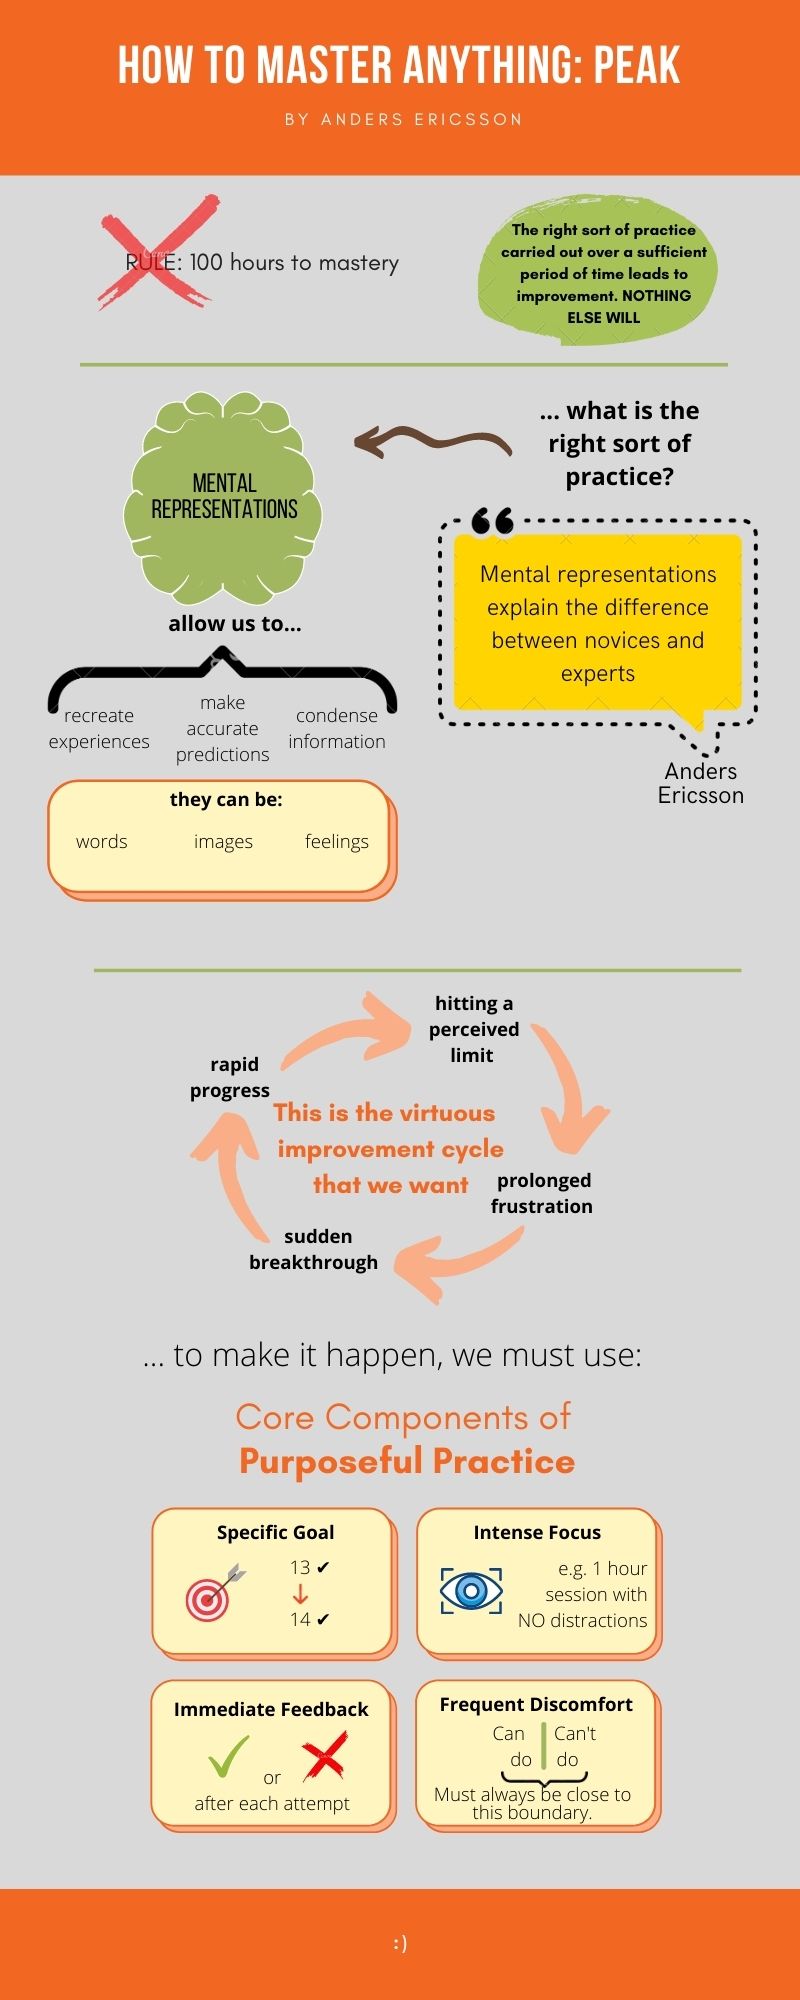 HOW TO MASTER ANYTHING: PEAK
BY ANDERS ERICSSON
RULE: 100 hours to mastery
The right sort of practice
carried out over a sufficient
period of time leads to
improvement. NOTHING
ELSE WILL
... what is the
right sort of
practice?
MENTAL
REPRESENTATIONS
allow us to...
recreate
experiences
make
accurate
predictions
condense
information
they can be:
words
images
feelings
Mental representations
explain the difference
between novices and
experts
Anders
Ericsson
hitting a
perceived
limit
prolonged
frustration
sudden
breakthrough
rapid
progress
This is the virtuous
improvement cycle
that we want
... to make it happen, we must use:
Core Components of
Purposeful Practice
Specific Goal
13 ✔
↓
14 ✔
Intense Focus
e.g. 1 hour
session with
NO distractions
Immediate Feedback
or
after each attempt
Frequent Discomfort
Can
do
Can't
do
Must always be close to
this boundary.
:)